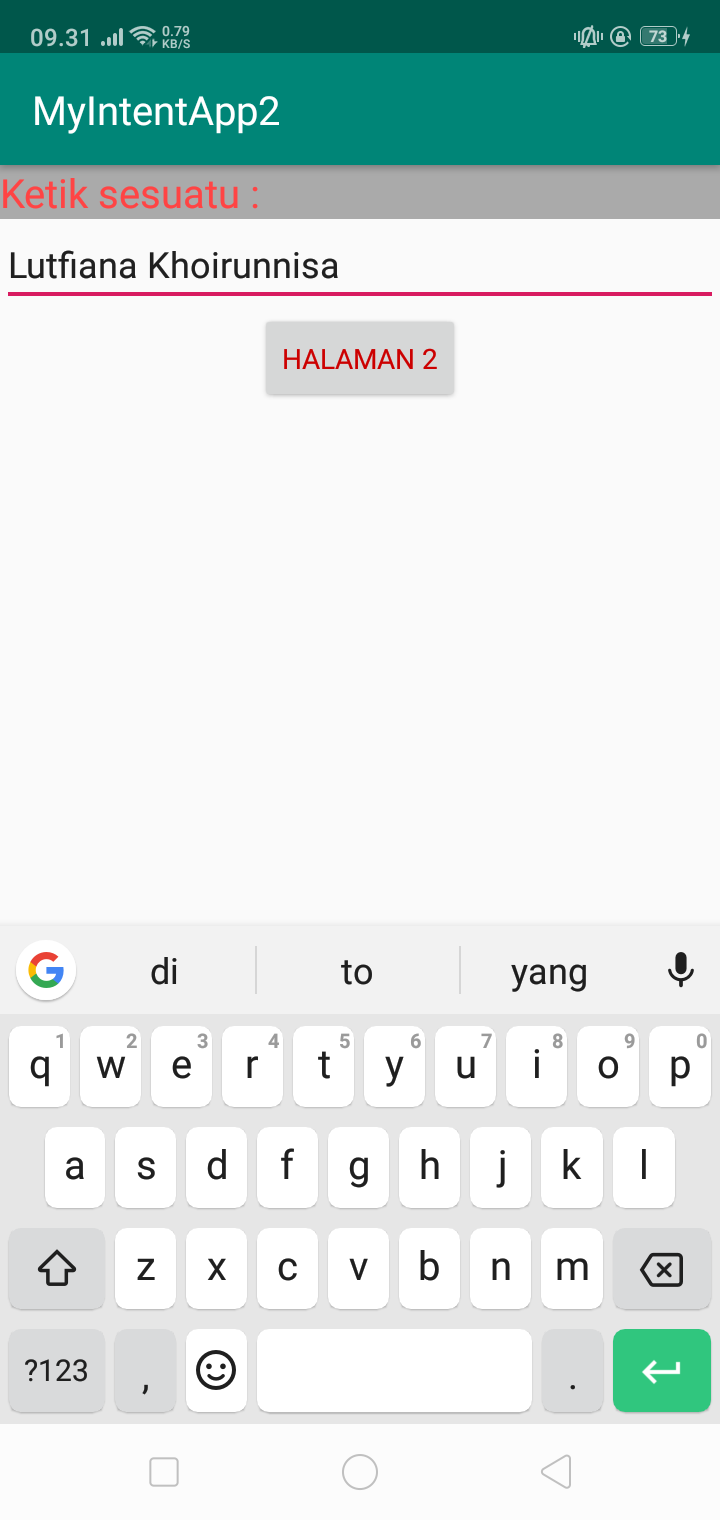 09.31 0.79 KB/S 73
MyIntentApp2
Ketik sesuatu :
Lutfiana Khoirunnisa
HALAMAN 2
di to yang
1 2 3 4 5 6 7 8 9 0
q w e r t y u i o p
a s d f g h j k l
z x c v b n m
?123 , .